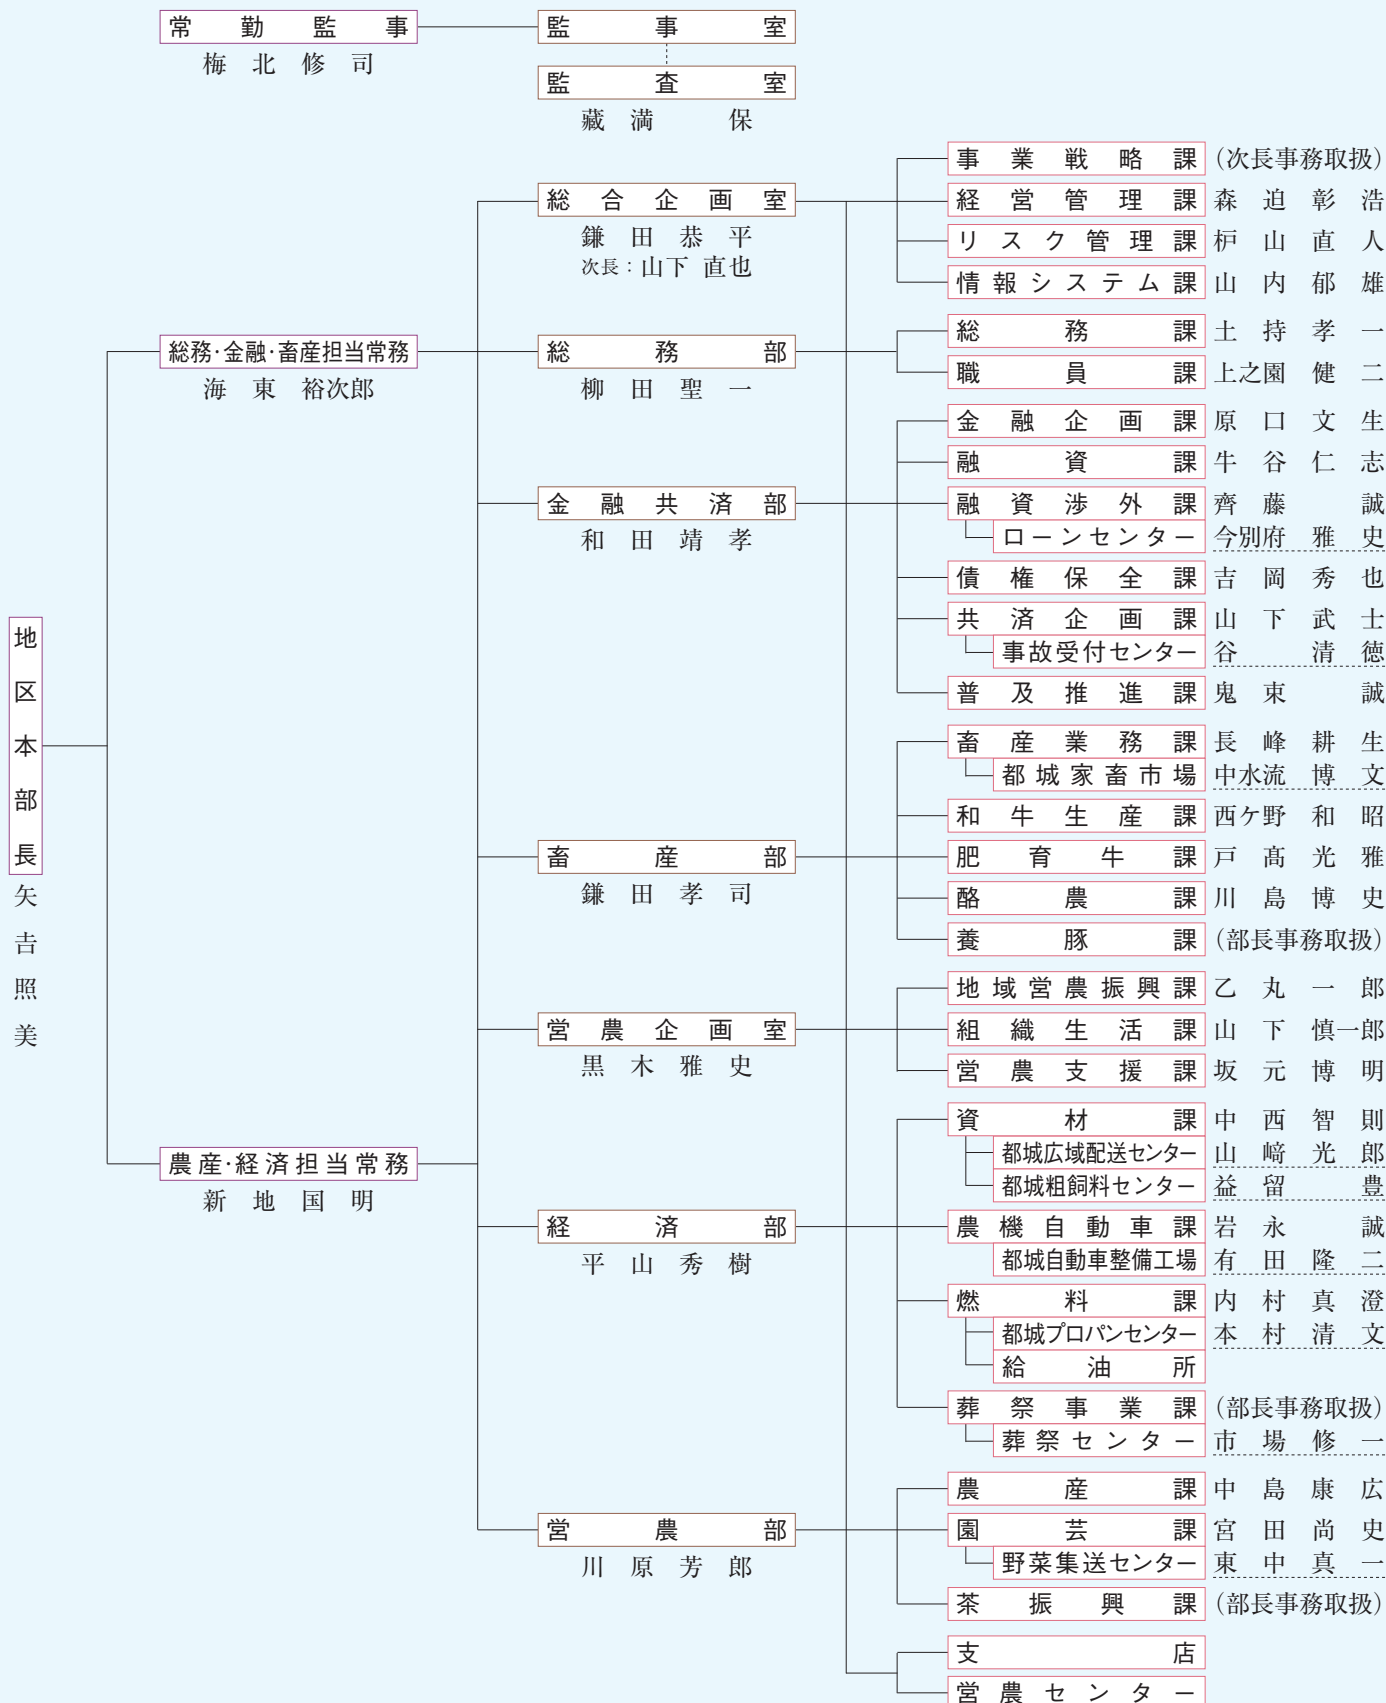 常勤監事
梅北修司
監事室
監査室
藏満保
地区本部長
矢吉照美
総務・金融・畜産担当常務
海東裕次郎
農産・経済担当常務
新地国明
総合企画室
鎌田恭平
次長：山下直也
事業戦略課（次長事務取扱）
経営管理課 森迫彰浩
リスク管理課 枦山直人
情報システム課 山内郁雄
総務部
柳田聖一
総務課 土持孝一
職員課 上之園健二
金融共済部
和田靖孝
金融企画課 原口文生
融資課 牛谷仁志
融資渉外課 齊藤誠
ローンセンター 今別府雅史
債権保全課 吉岡秀也
共済企画課 山下武士
事故受付センター 谷清徳
普及推進課 鬼束誠
畜産部
鎌田孝司
畜産業務課 長峰耕生
都城家畜市場 中水流博文
和牛生産課 西ケ野和昭
肥育牛課 戸髙光雅
酪農課 川島博史
養豚課（部長事務取扱）
営農企画室
黒木雅史
地域営農振興課 乙丸一郎
組織生活課 山下慎一郎
営農支援課 坂元博明
経済部
平山秀樹
資材課 中西智則
都城広域配送センター 山﨑光郎
都城粗飼料センター 益留豊
農機自動車課 岩永誠
都城自動車整備工場 有田隆二
燃料課 内村真澄
都城プロパンセンター 本村清文
給油所
葬祭事業課（部長事務取扱）
葬祭センター 市場修一
営農部
川原芳郎
農産課 中島康広
園芸課 宮田尚史
野菜集送センター 東中真一
茶振興課（部長事務取扱）
支店
営農センター